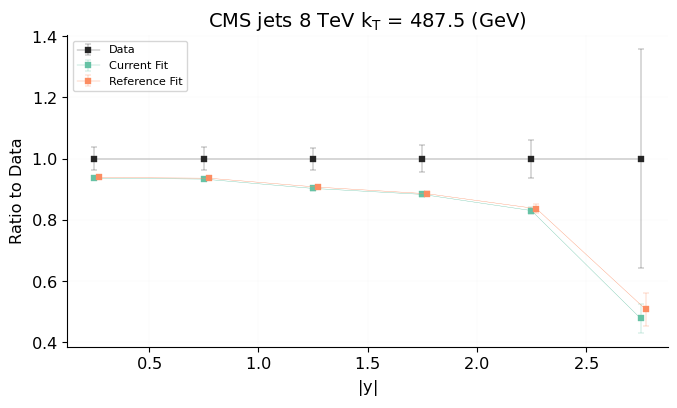 CMS jets 8 TeV k_T = 487.5 (GeV)
Data
Current Fit
Reference Fit
Ratio to Data
1.4
1.2
1.0
0.8
0.6
0.4
0.5 1.0 1.5 2.0 2.5
|y|